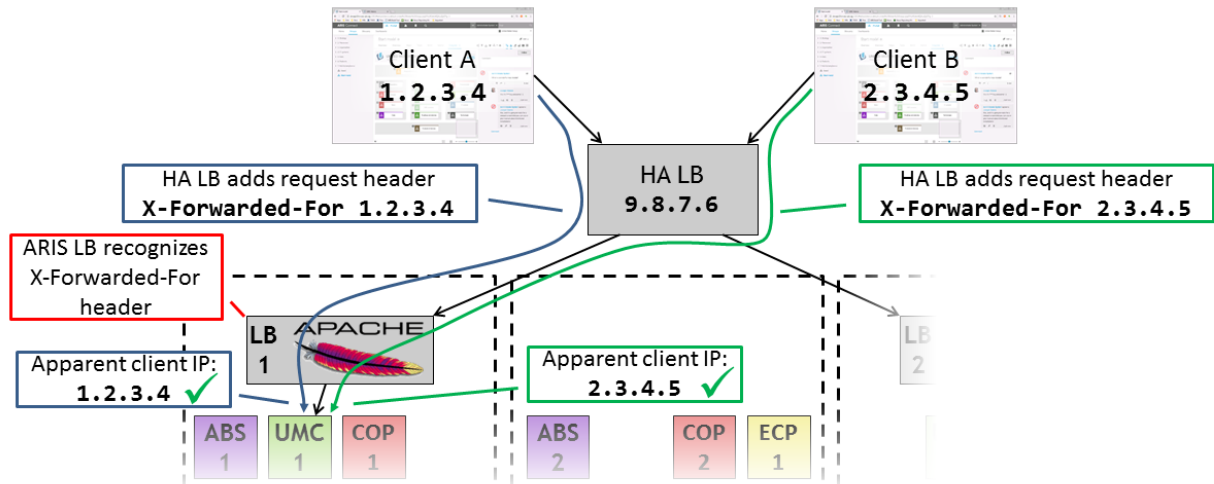 Client A
1.2.3.4
Client B
2.3.4.5
HA LB
9.8.7.6
HA LB adds request header
X-Forwarded-For 1.2.3.4
HA LB adds request header
X-Forwarded-For 2.3.4.5
ARIS LB recognizes
X-Forwarded-For
header
LB
1
APACHE
LB
2
Apparent client IP:
1.2.3.4
Apparent client IP:
2.3.4.5
ABS
1
UMC
1
COP
1
ABS
2
COP
2
ECP
1